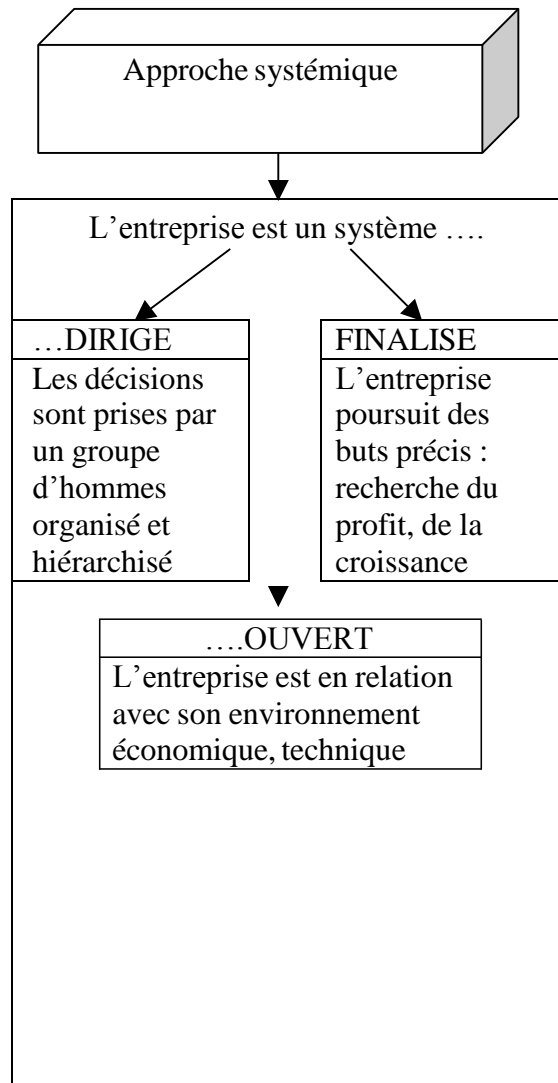 Approche systémique
L’entreprise est un système ….
…DIRIGE
Les décisions
sont prises par
un groupe
d’hommes
organisé et
hiérarchisé
FINALISE
L’entreprise
poursuit des
buts précis :
recherche du
profit, de la
croissance
….OUVERT
L’entreprise est en relation
avec son environnement
économique, technique